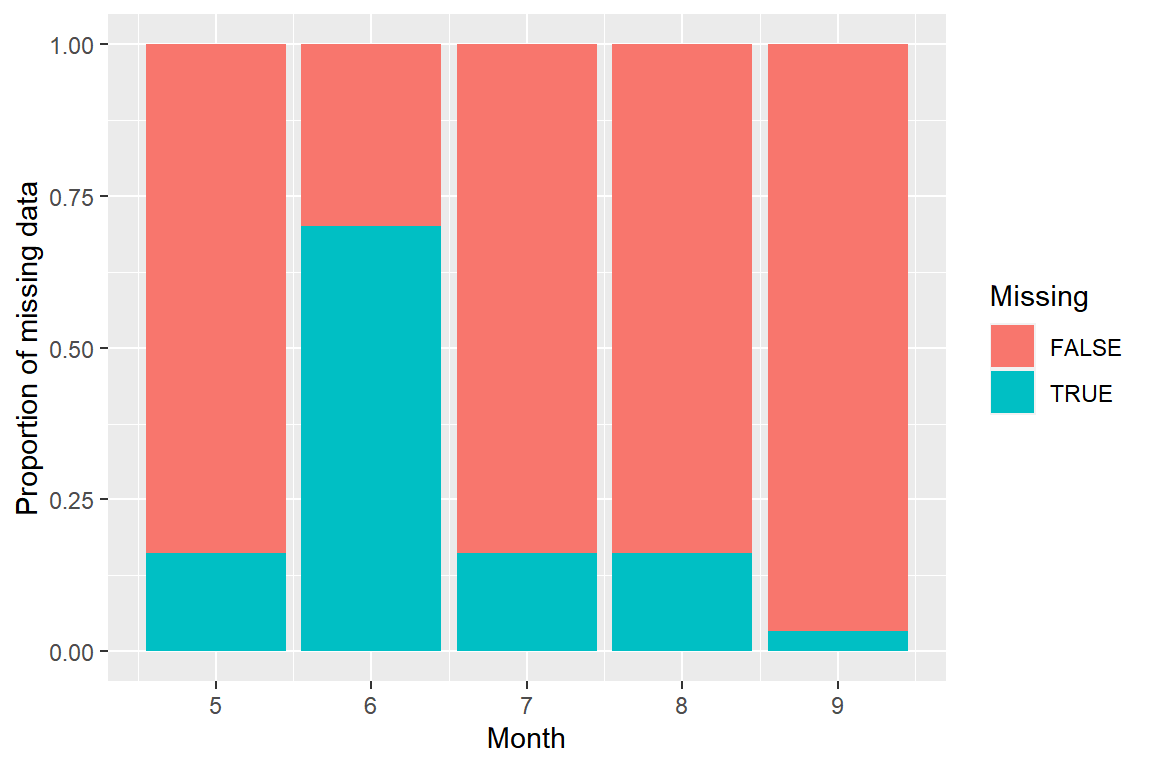 Proportion of missing data
1.00
0.75
0.50
0.25
0.00
5 6 7 8 9
Month
Missing
FALSE
TRUE